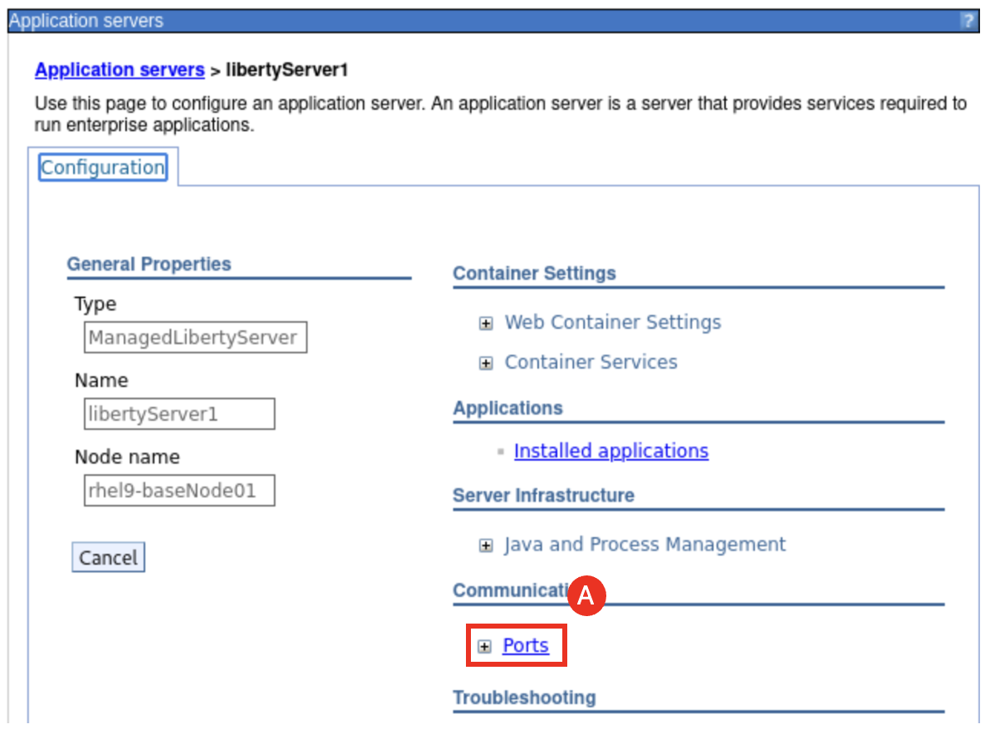 Application servers ?
Application servers > libertyServer1
Use this page to configure an application server. An application server is a server that provides services required to
run enterprise applications.
Configuration
General Properties
Type
ManagedLibertyServer
Name
libertyServer1
Node name
rhel9-baseNode01
Cancel
Container Settings
Web Container Settings
Container Services
Applications
Installed applications
Server Infrastructure
Java and Process Management
Communicati
A
Ports
Troubleshooting